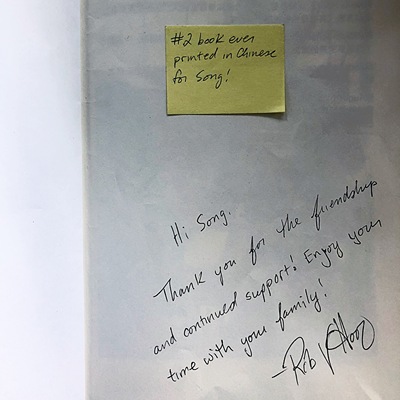 #2 book ever
printed in Chinese
for Song!
Hi Song.
Thank you for the friendship
and continued support! Enjoy your
time with your family!
-Rob